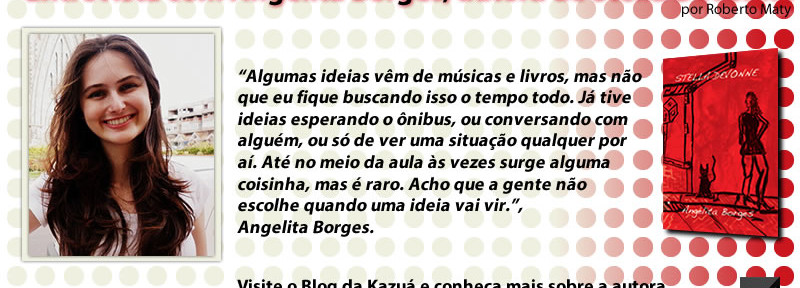 por Roberto Maty
“Algumas ideias vêm de músicas e livros, mas não
que eu fique buscando isso o tempo todo. Já tive
ideias esperando o ônibus, ou conversando com
alguém, ou só de ver uma situação qualquer por
aí. Até no meio da aula às vezes surge alguma
coisinha, mas é raro. Acho que a gente não
escolhe quando uma ideia vai vir.”,
Angelita Borges.
STELLA DEVONNE
Angelita Borges
Visite o Blog da Kazuá e conheça mais sobre a autora